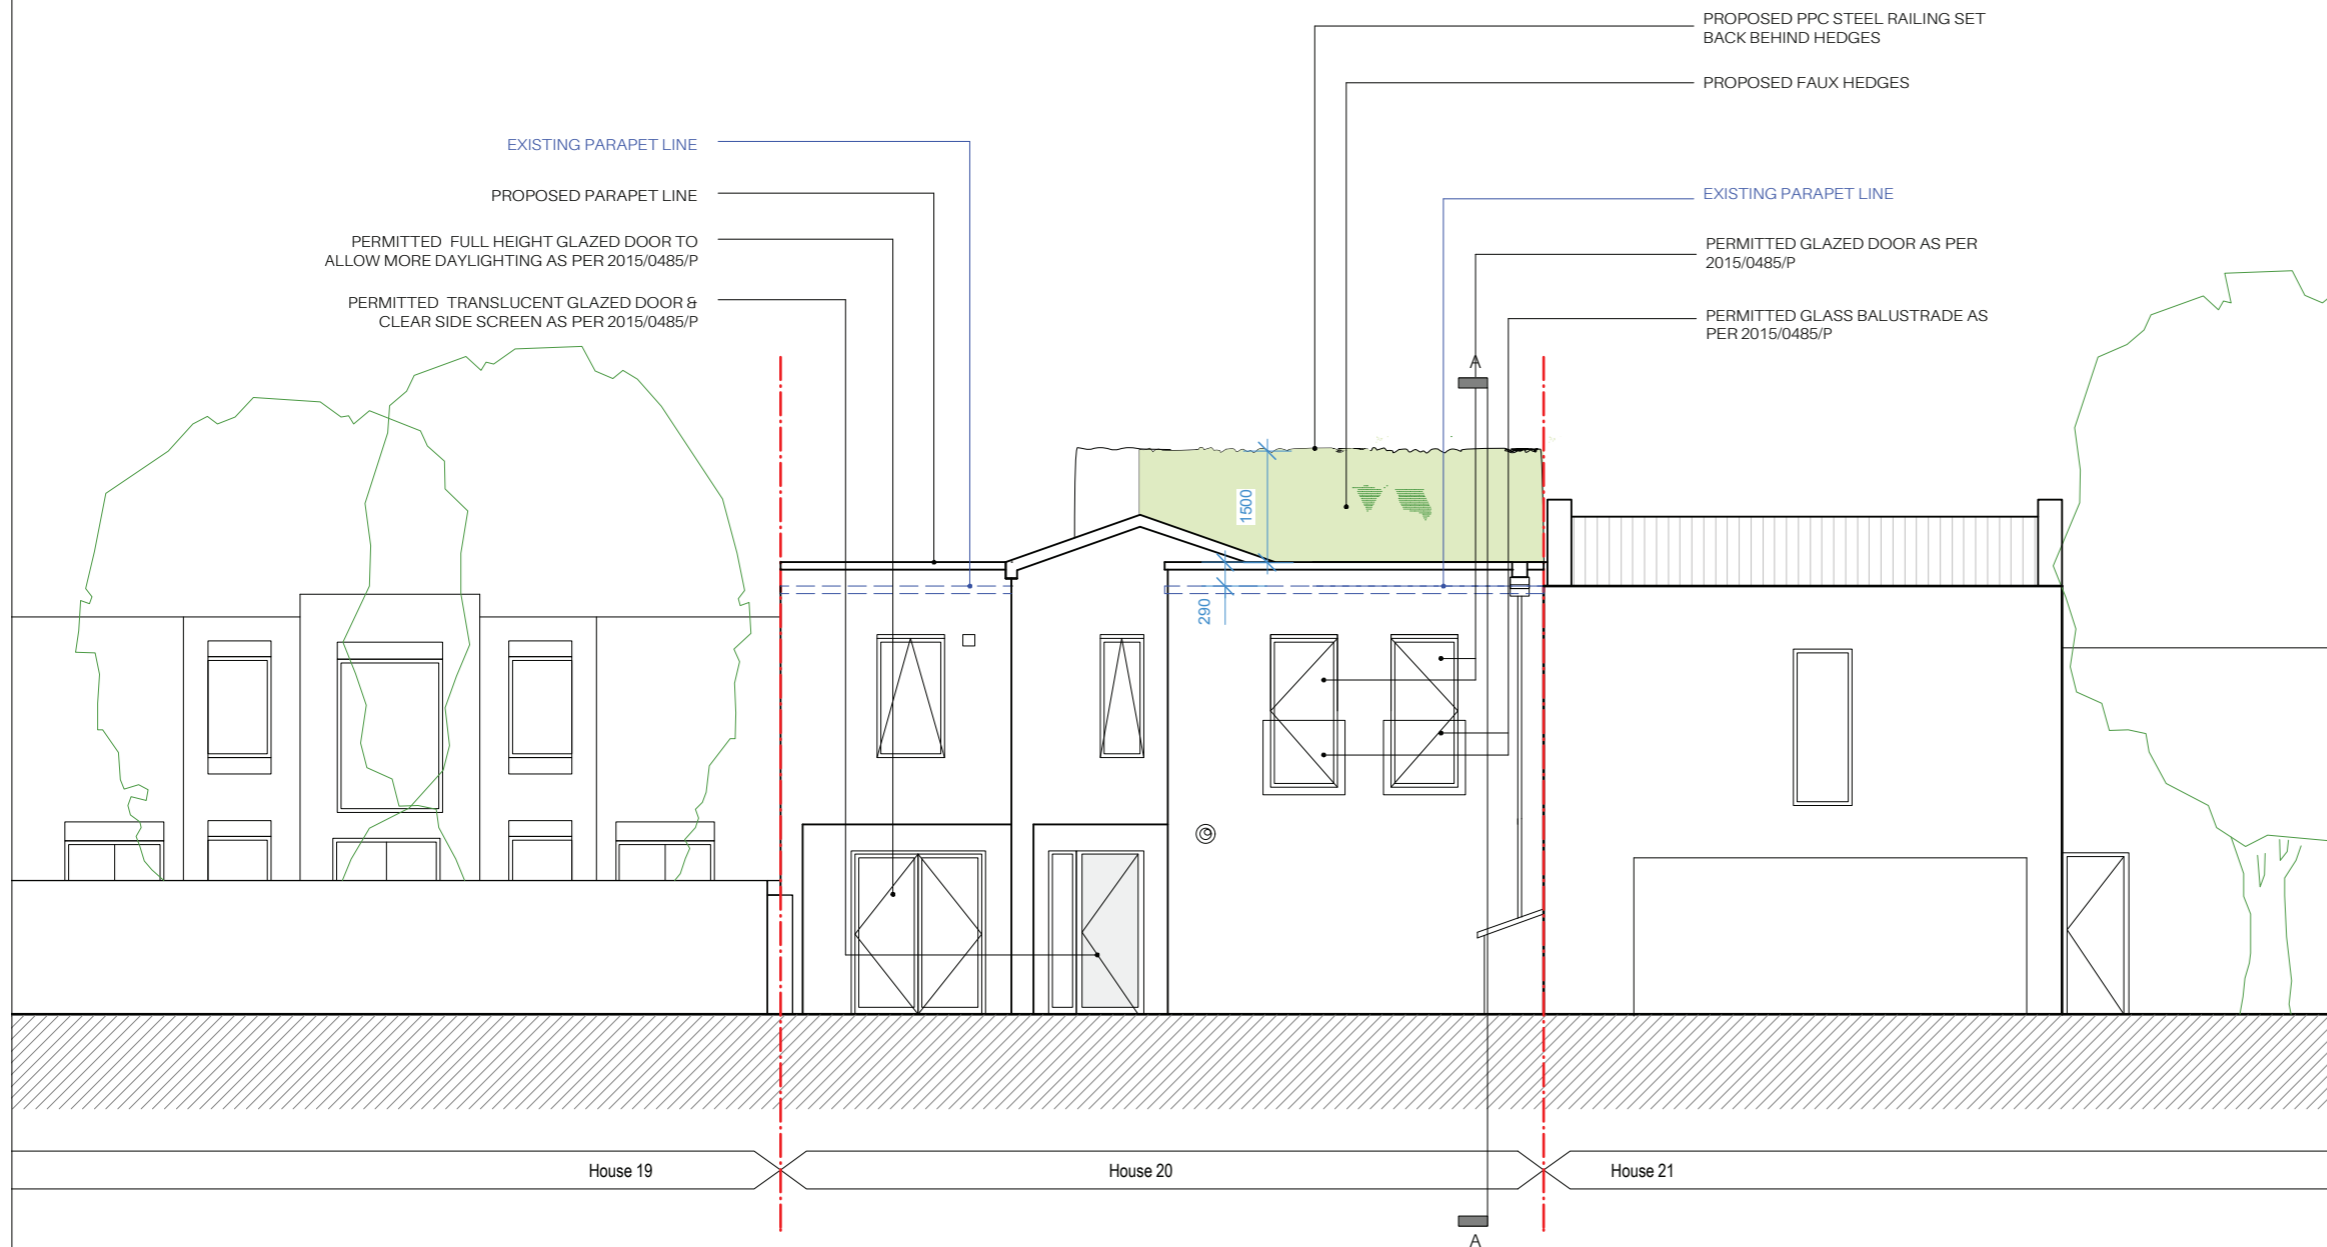 PROPOSED PPC STEEL RAILING SET
BACK BEHIND HEDGES
PROPOSED FAUX HEDGES
EXISTING PARAPET LINE
PROPOSED PARAPET LINE
PERMITTED FULL HEIGHT GLAZED DOOR TO
ALLOW MORE DAYLIGHTING AS PER 2015/0485/P
PERMITTED TRANSLUCENT GLAZED DOOR &
CLEAR SIDE SCREEN AS PER 2015/0485/P
EXISTING PARAPET LINE
PERMITTED GLAZED DOOR AS PER
2015/0485/P
PERMITTED GLASS BALUSTRADE AS
PER 2015/0485/P
A
1500
290
House 19
House 20
House 21
A